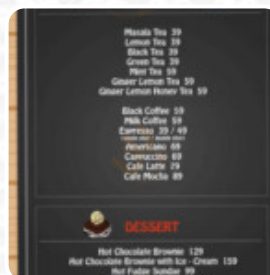 Masala Tea 39
Lemon Tea 39
Black Tea 39
Green Tea 39
Mint Tea 59
Ginger Lemon Tea 59
Ginger Lemon Honey Tea 59
Black Coffee 59
Milk Coffee 59
Espresso 39 / 49
Americano 69
Cappuccino 69
Cafe Latte 79
Cafe Mocha 89
DESSERT
Hot Chocolate Brownie 129
Hot Chocolate Brownie with Ice - Cream 159
Hot Fudge Sundae 99